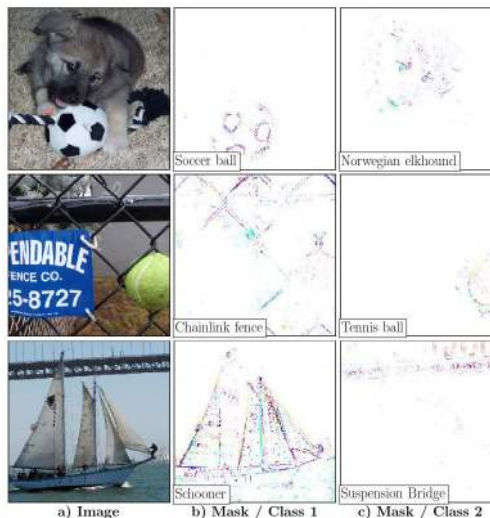 Soccer ball
Norwegian elkhound
ENDABLE
FENCE CO.
25-8727
Chainlink fence
Tennis ball
Schooner
Suspension Bridge
a) Image
b) Mask / Class 1
c) Mask / Class 2